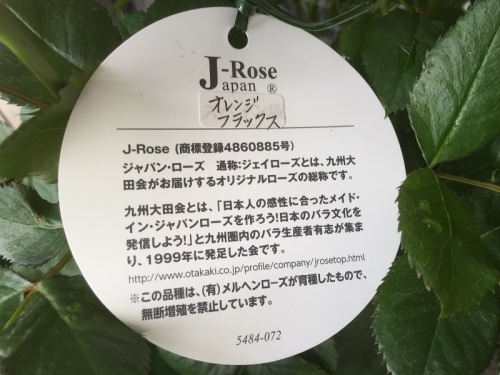 J-Rose
apan ®
オレンジ
フラックス
J-Rose (商標登録4860885号)
ジャパン・ローズ　通称:ジェイローズとは、九州大
田会がお届けするオリジナルローズの総称です。
九州大田会とは、「日本人の感性に合ったメイド・
イン・ジャパンローズを作ろう!日本のバラ文化を
発信しよう!」と九州圏内のバラ生産者有志が集ま
り、1999年に発足した会です。
http://www.otakaki.co.jp/profile/company/jrosetop.html
※この品種は、(有)メルヘンローズが育種したもので、
無断増殖を禁止しています。
5484-072